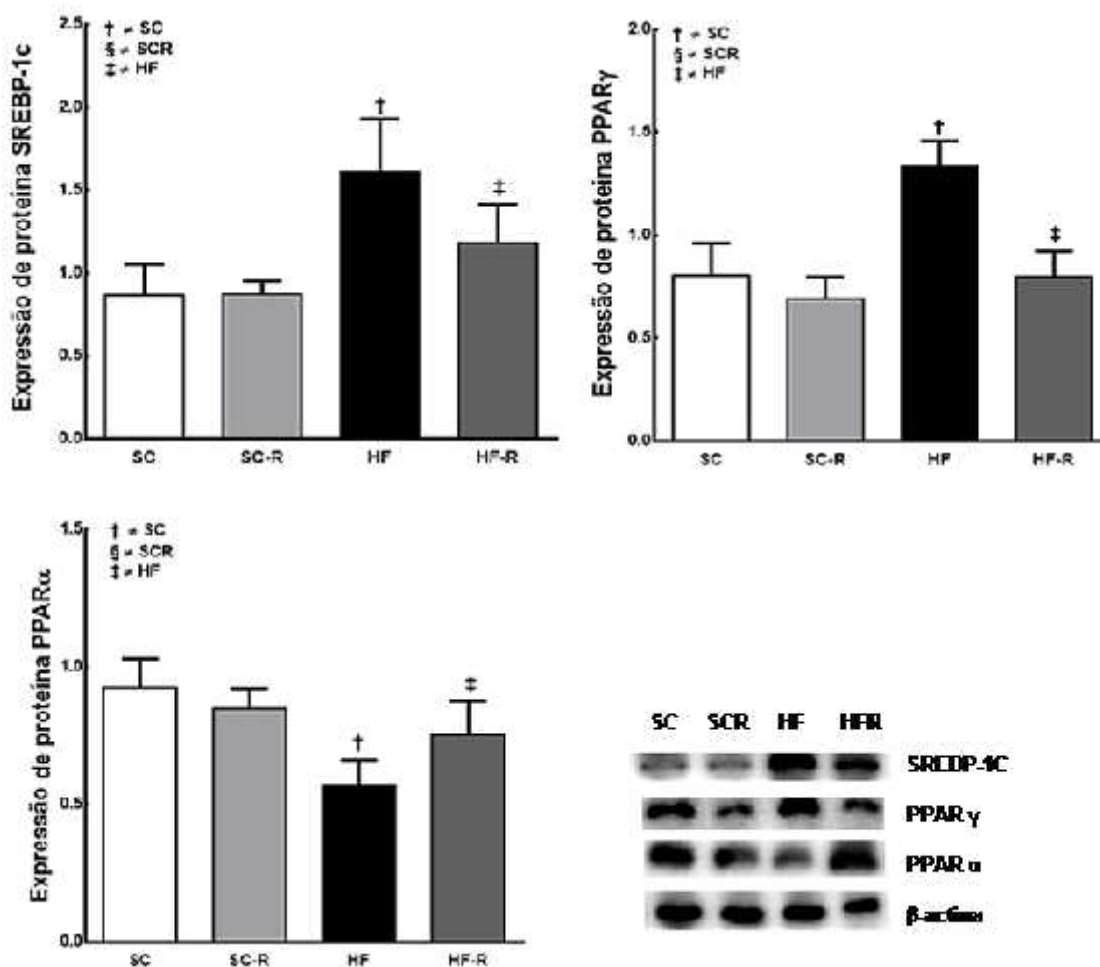 Expressão de proteína SREBP-1c
2.5
2.0
1.5
1.0
0.5
0.0
† ≠ SC
§ ≠ SCR
‡ ≠ HF
†
‡
SC SC-R HF HF-R
Expressão de proteína PPARγ
2.0
1.5
1.0
0.5
0.0
† ≠ SC
§ ≠ SCR
‡ ≠ HF
†
‡
SC SC-R HF HF-R
Expressão de proteína PPARα
1.5
1.0
0.5
0.0
† ≠ SC
§ ≠ SCR
‡ ≠ HF
†
‡
SC SC-R HF HF-R
SC SCR HF HFR
SREBP-1C
PPAR γ
PPAR α
β-actina